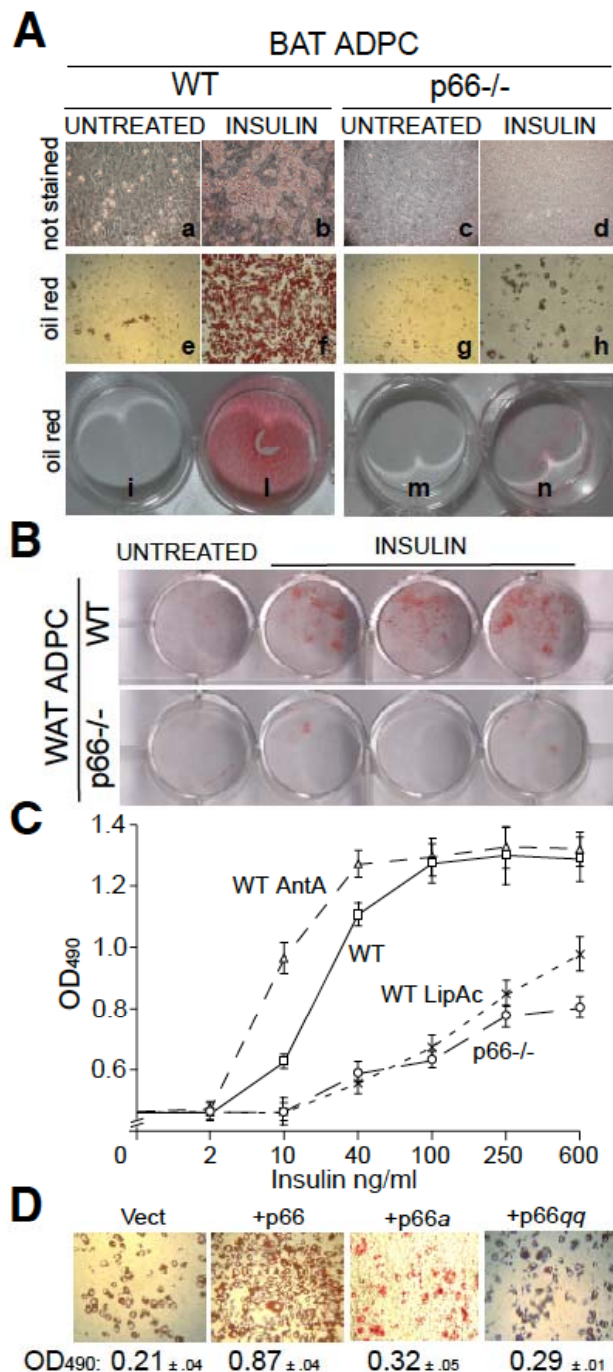 A
BAT ADPC
WT p66-/-
UNTREATED INSULIN UNTREATED INSULIN
not stained
a b c d
oil red
e f g h
oil red
i l m n
B
UNTREATED INSULIN
WAT ADPC
WT
p66-/-
C
OD490
1.4
1.2
1.0
0.8
0.6
WT AntA
WT
WT LipAc
p66-/-
0 2 10 40 100 250 600
Insulin ng/ml
D
Vect +p66 +p66a +p66qq
OD490: 0.21 ±.04 0.87 ±.04 0.32 ±.05 0.29 ±.01